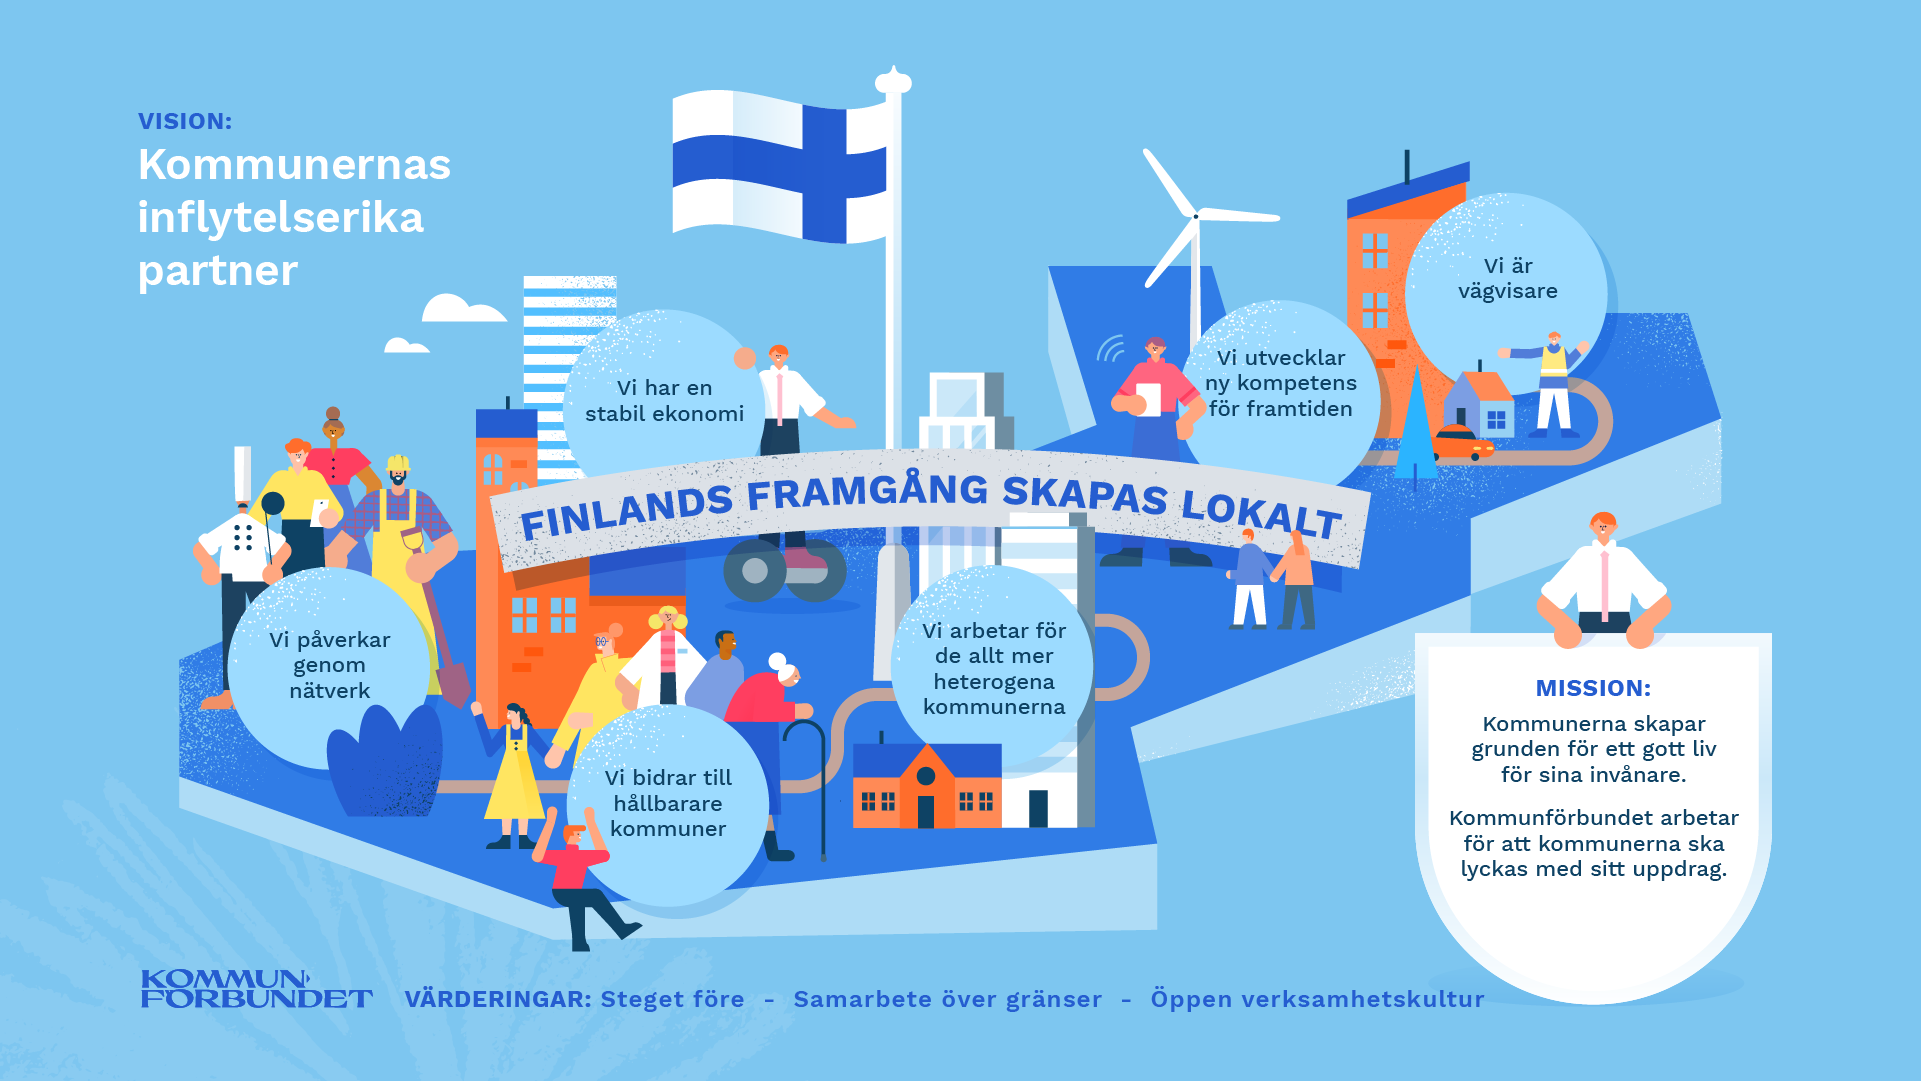 VISION:
Kommunernas
inflytelserika
partner
Vi är
vägvisare
Vi utvecklar
ny kompetens
för framtiden
Vi har en
stabil ekonomi
FINLANDS FRAMGÅNG SKAPAS LOKALT
Vi påverkar
genom
nätverk
Vi arbetar för
de allt mer
heterogena
kommunerna
Vi bidrar till
hållbarare
kommuner
MISSION:
Kommunerna skapar
grunden för ett gott liv
för sina invånare.
Kommunförbundet arbetar
för att kommunerna ska
lyckas med sitt uppdrag.
KOMMUN-
FÖRBUNDET
VÄRDERINGAR: Steget före - Samarbete över gränser - Öppen verksamhetskultur